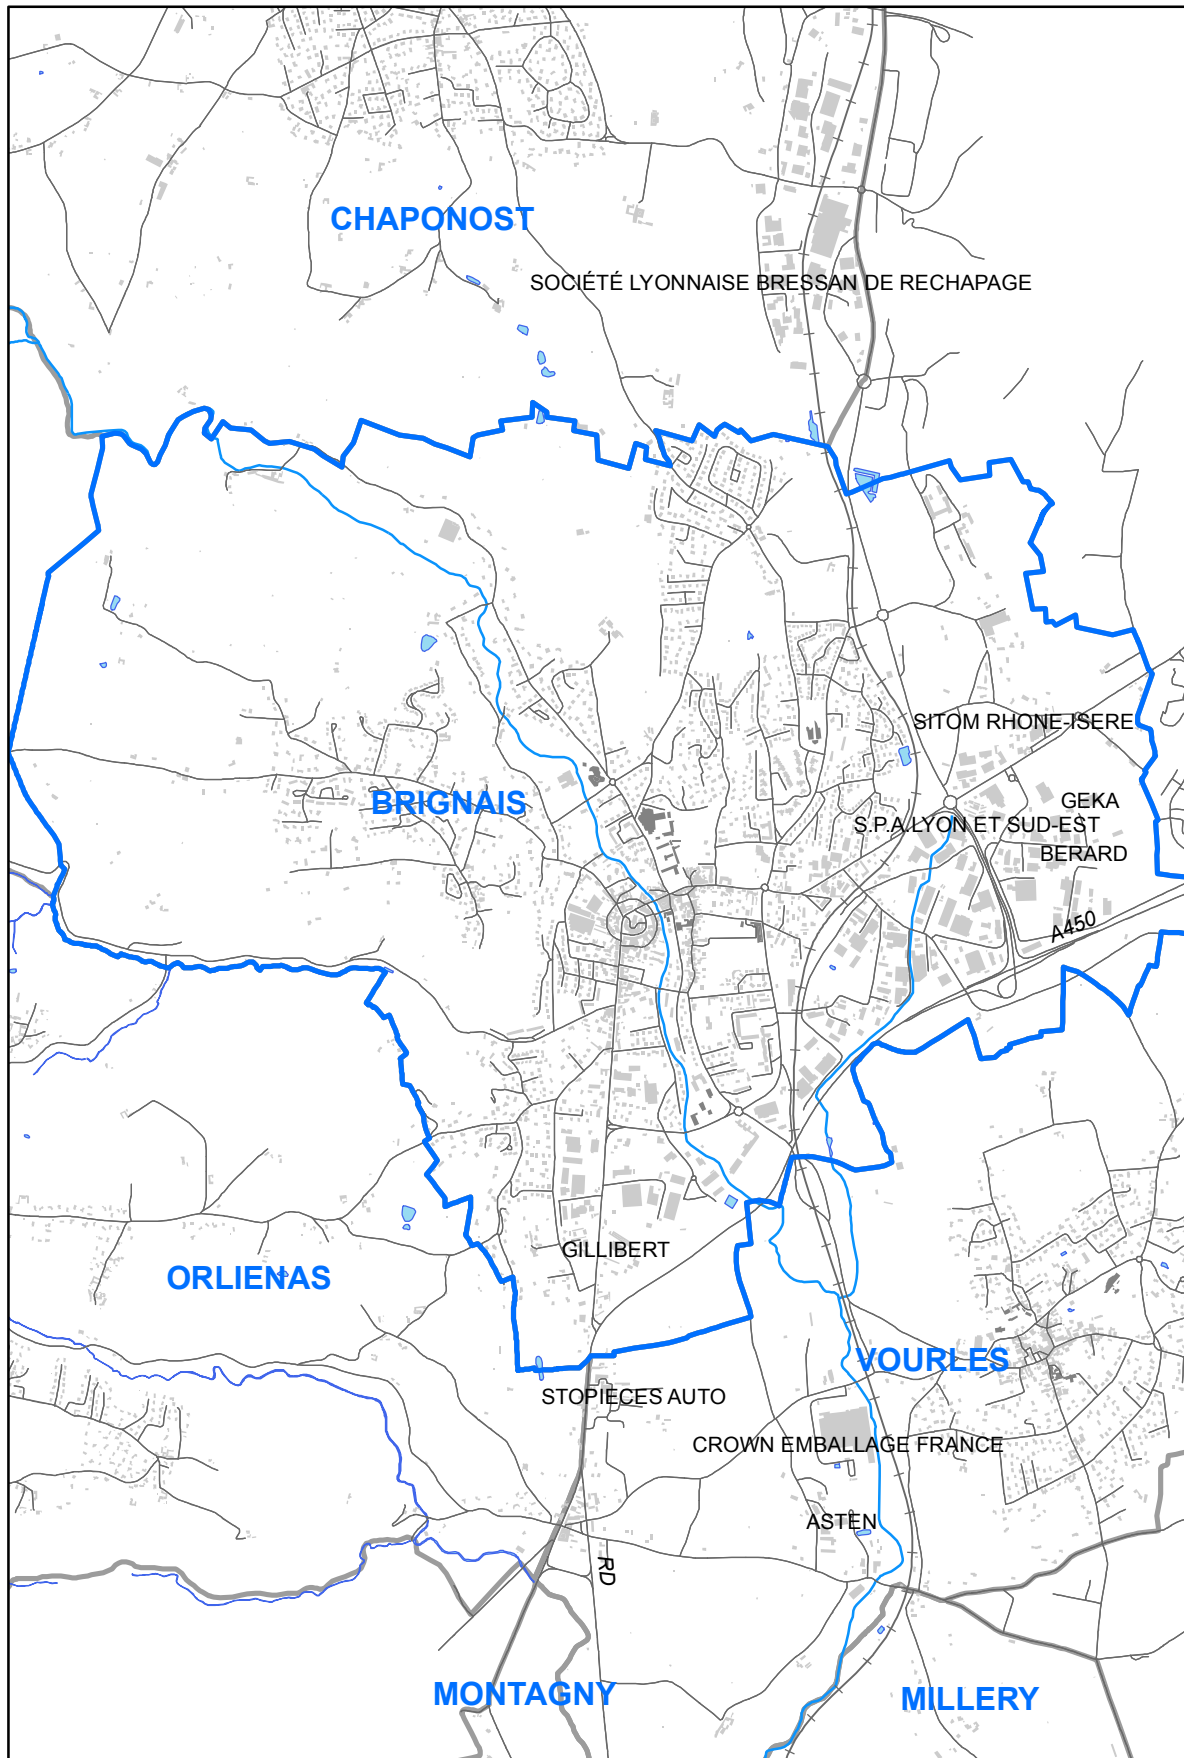 CHAPONOST
SOCIÉTÉ LYONNAISE BRESSAN DE RECHAPAGE
SITOM RHONE-ISERE
BRIGNAIS
GEKA
S.P.A.LYON ET SUD-EST
BERARD
A450
GILLIBERT
ORLIENAS
VOURLES
STOPIECES AUTO
CROWN EMBALLAGE FRANCE
ASTEN
RD
MONTAGNY
MILLERY